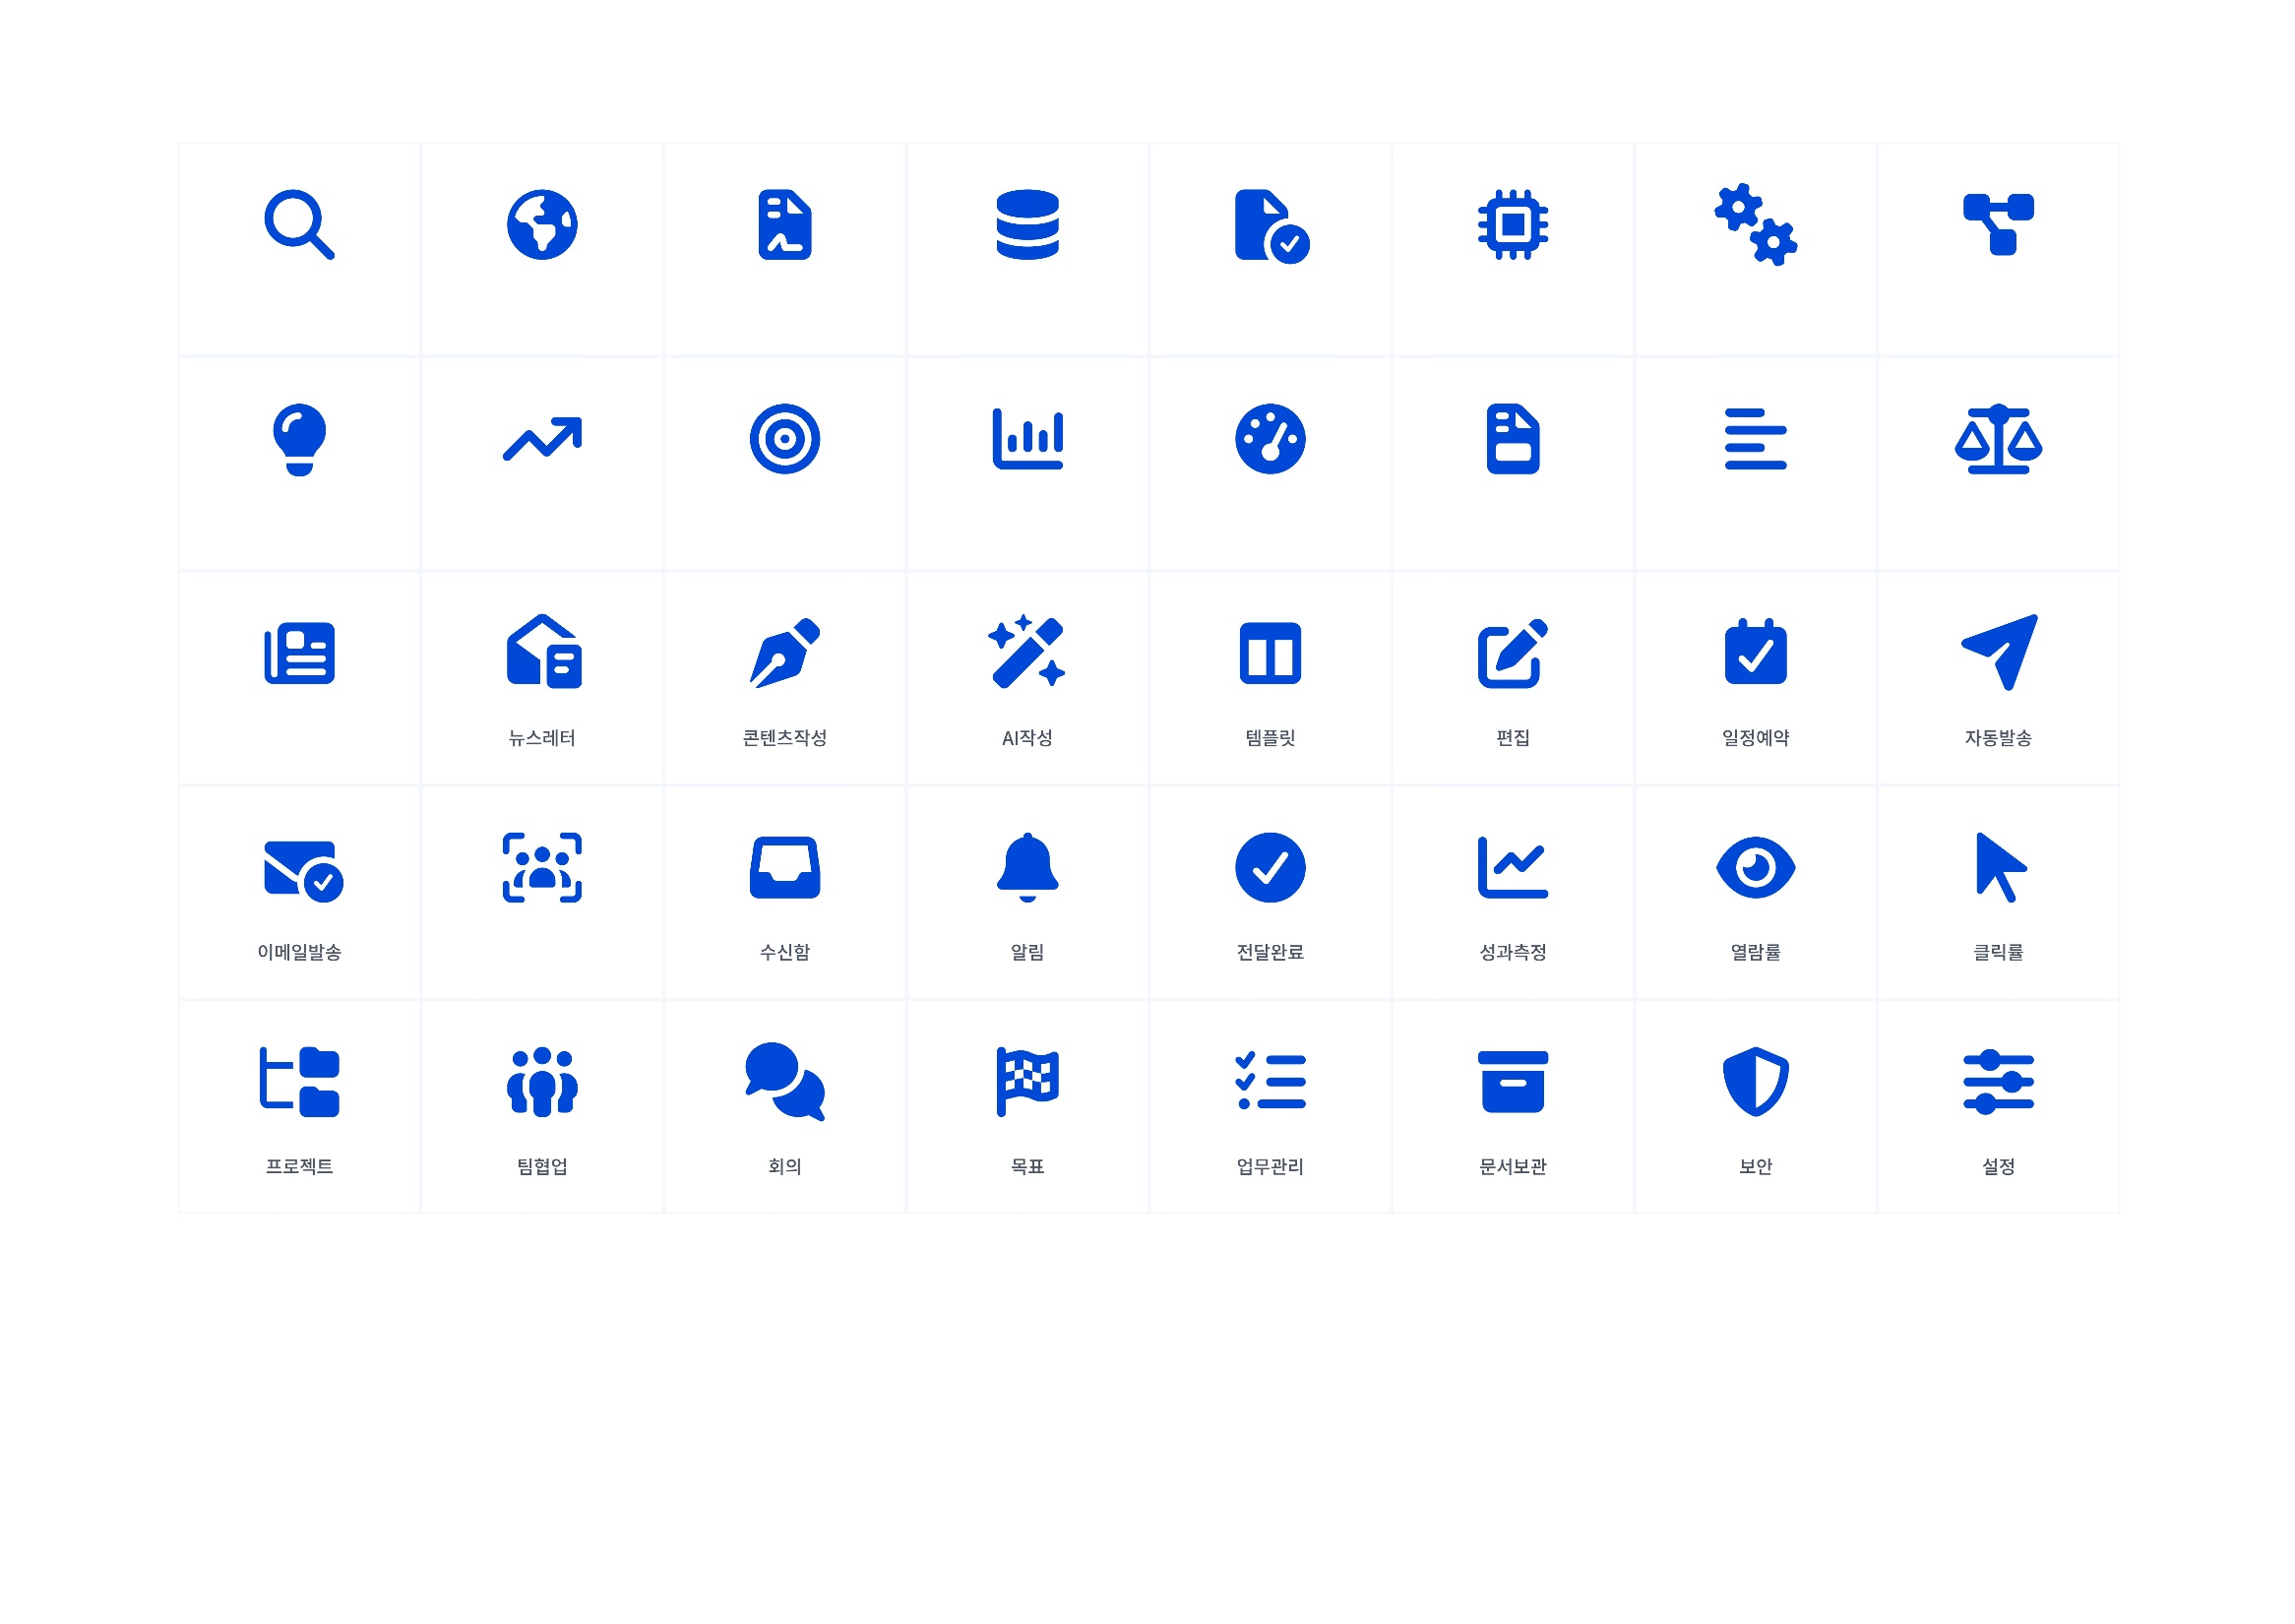 뉴스레터
콘텐츠작성
AI작성
템플릿
편집
일정예약
자동발송
이메일발송
수신함
알림
전달완료
성과측정
열람률
클릭률
프로젝트
팀협업
회의
목표
업무관리
문서보관
보안
설정